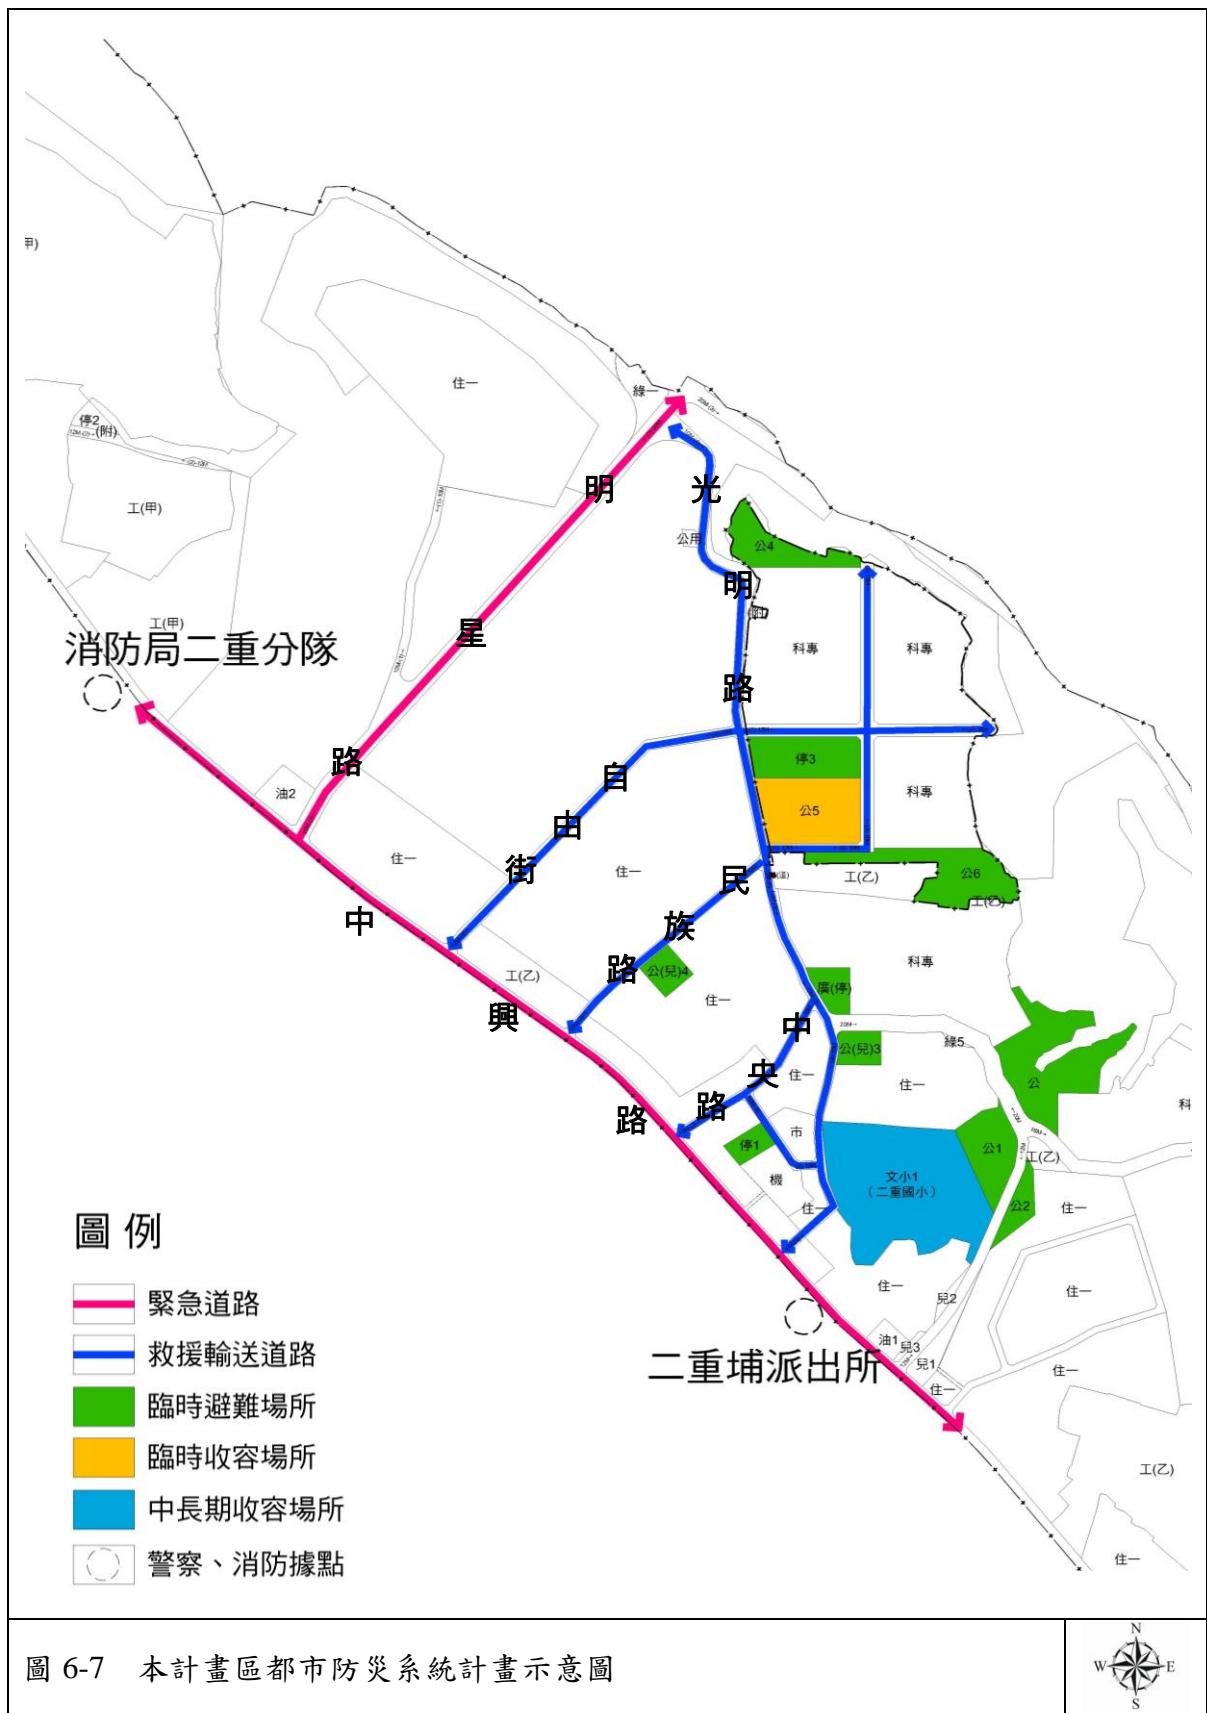 甲)
綠一
住一
停2
(附)
工(甲)
明
光
公用
公4
明
(附)
工(甲)
星
消防局二重分隊
科專
科專
路
路
自
停3
油2
科專
公5
由
住一
街
住一
民
工(乙)
公6
工(乙)
中
族
路
公(兒)4
工(乙)
科專
廣(停)
住一
興
中
20M→
綠5
公(兒)3
央
住一
住一
公
路
路
科
市
停1
公1
工(乙)
機
文小1
(二重國小)
住一
公2
住一
圖 例
住一
兒2
住一
緊急道路
油1
兒3
救援輸送道路
二重埔派出所
兒1
住一
住一
臨時避難場所
臨時收容場所
工(乙)
中長期收容場所
警察、消防據點
住一
圖 6-7 本計畫區都市防災系統計畫示意圖
N
W
E
S